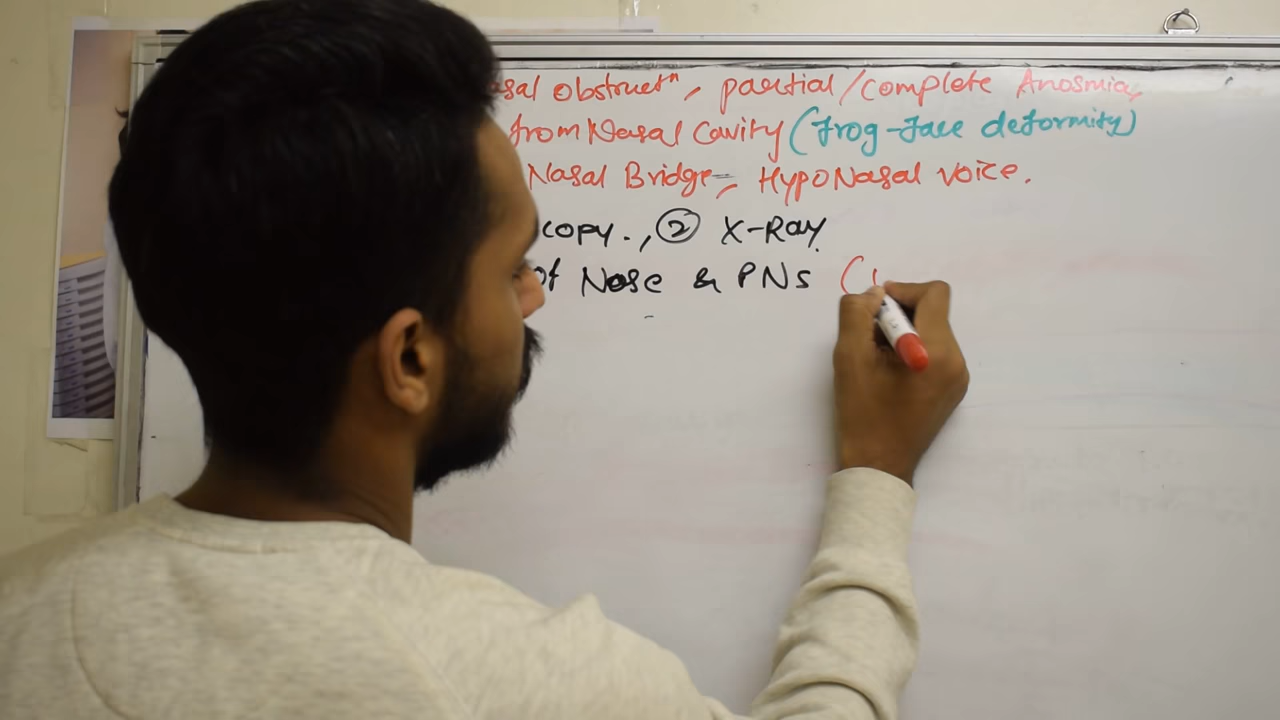 asal obstructⁿ, partial/complete Anosmia,
from Nasal Cavity (frog-face deformity)
Nasal Bridge, HypoNasal voice.
copy., ② X-Ray
of Nose & PNS (